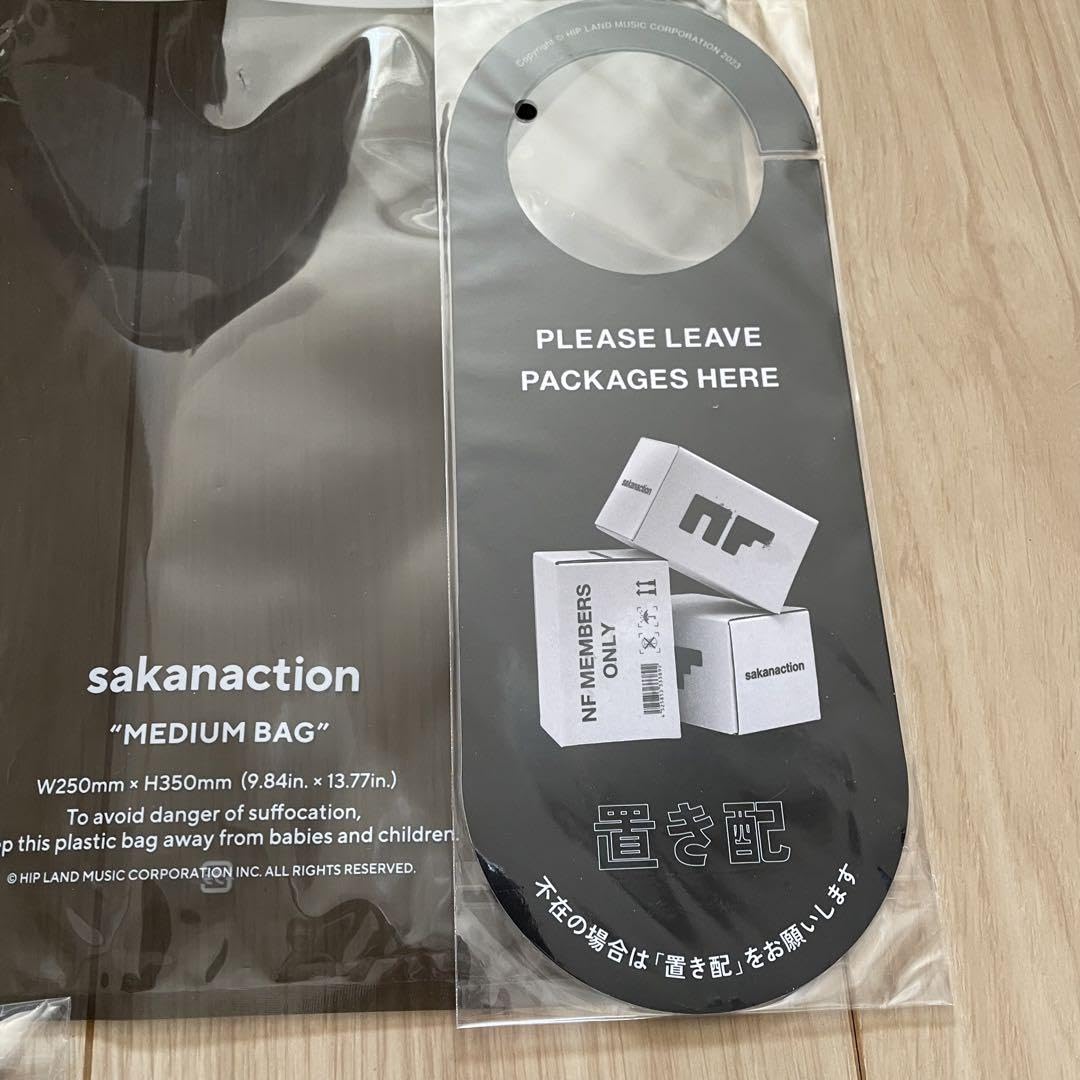 sakanaction
“MEDIUM BAG”
W250mm × H350mm (9.84in. × 13.77in.)
To avoid danger of suffocation,
p this plastic bag away from babies and children.
© HIP LAND MUSIC CORPORATION INC. ALL RIGHTS RESERVED.
Copyright © HIP LAND MUSIC CORPORATION 2023
PLEASE LEAVE
PACKAGES HERE
sakanaction
NF
NF MEMBERS
ONLY
F
sakanaction
置き配
不在の場合は「置き配」をお願いします